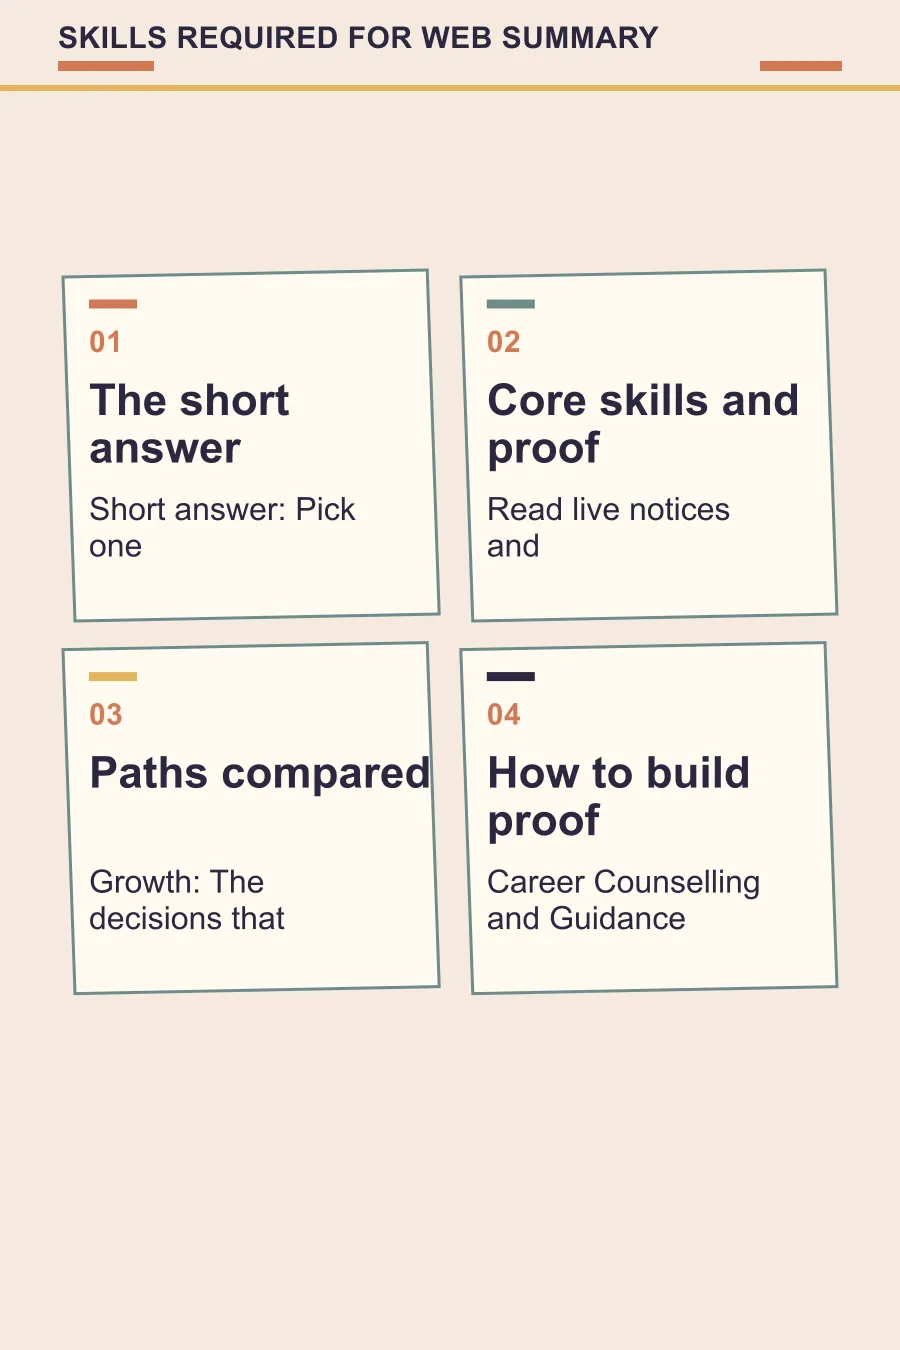 SKILLS REQUIRED FOR WEB SUMMARY
01
The short
answer
Short answer: Pick
one
02
Core skills and
proof
Read live notices
and
03
Paths compared
Growth: The
decisions that
04
How to build
proof
Career Counselling
and Guidance